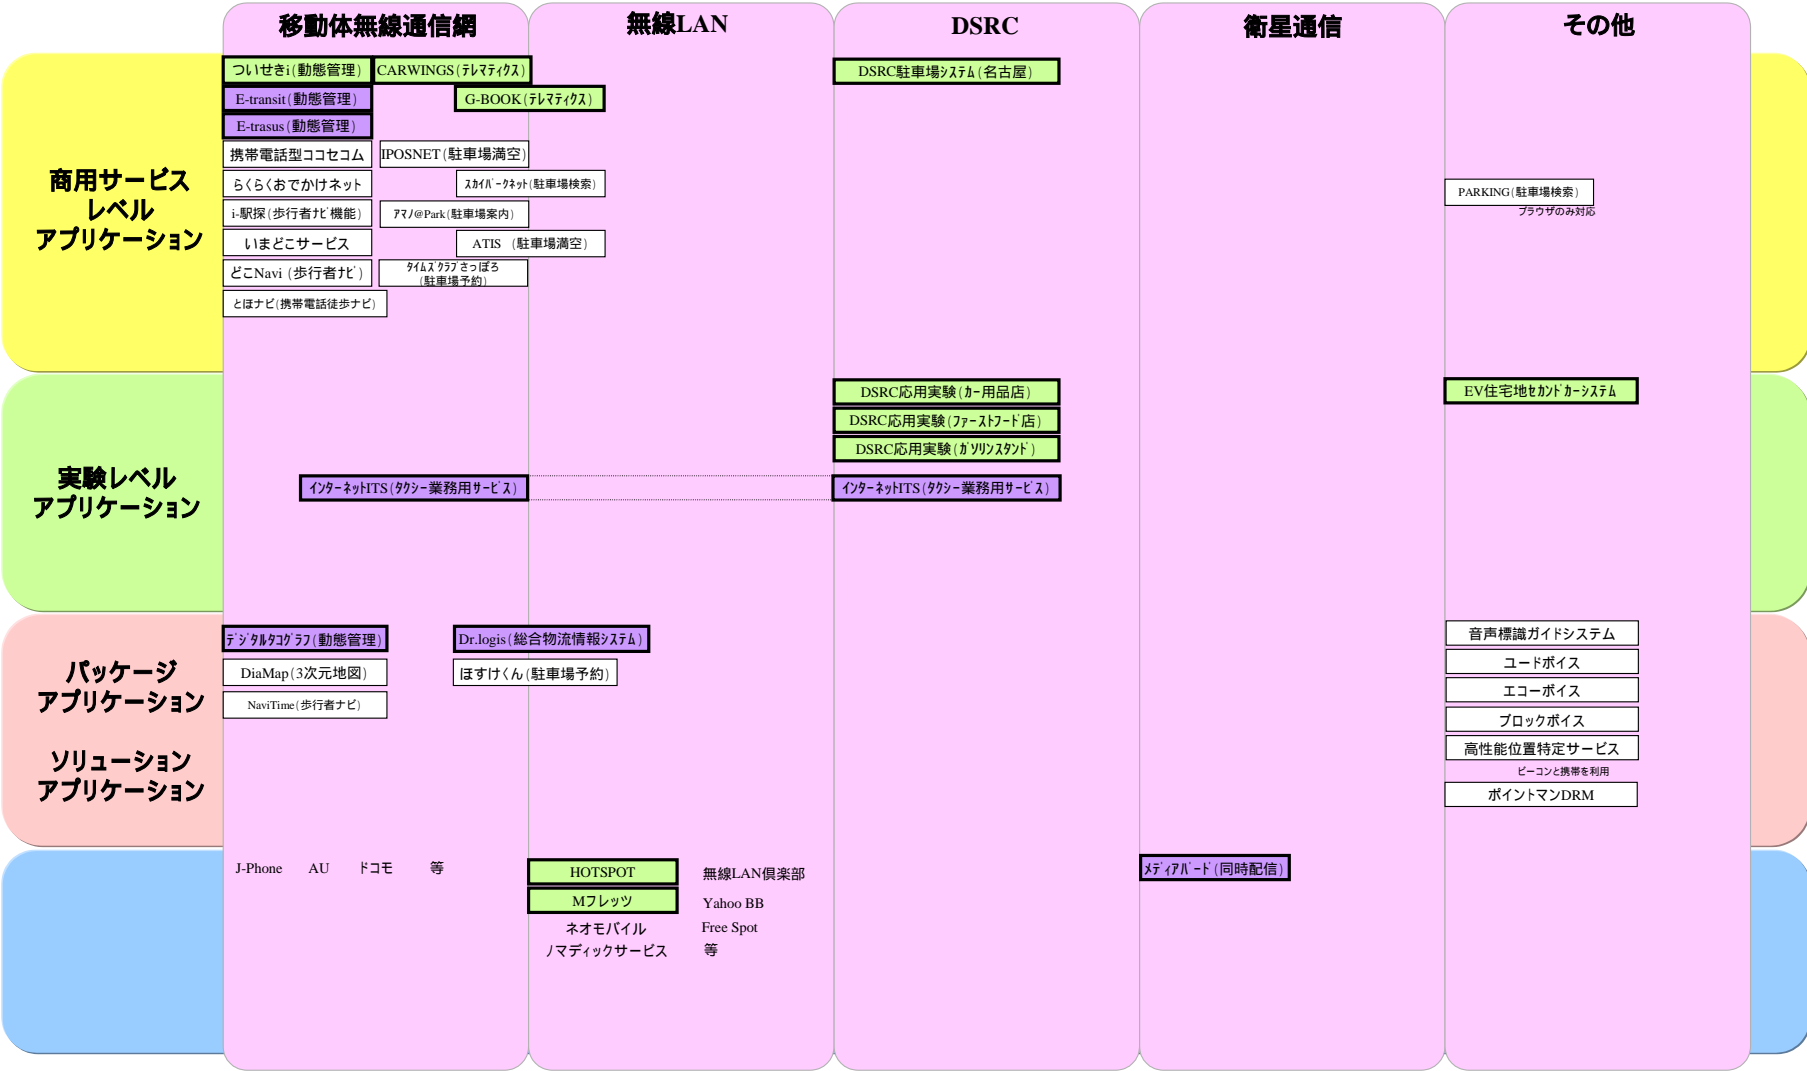 移動体無線通信網
無線LAN
DSRC
衛星通信
その他
商用サービス
レベル
アプリケーション
ついせきi(動態管理)
CARWINGS(ﾃﾚﾏﾃｨｸｽ)
DSRC駐車場ｼｽﾃﾑ(名古屋)
E-transit(動態管理)
G-BOOK(ﾃﾚﾏﾃｨｸｽ)
E-trasus(動態管理)
携帯電話型ココセコム
IPOSNET(駐車場満空)
らくらくおでかけネット
ｽｶｲﾊﾟｰｸﾈｯﾄ(駐車場検索)
PARKING(駐車場検索)
ブラウザのみ対応
i-駅探(歩行者ﾅﾋﾞ機能)
ｱﾏﾉ@Park(駐車場案内)
いまどこサービス
ATIS (駐車場満空)
どこNavi (歩行者ﾅﾋﾞ)
ﾀｲﾑｽﾞｸﾗﾌﾞさっぽろ
(駐車場予約)
とほナビ(携帯電話徒歩ナビ)
実験レベル
アプリケーション
DSRC応用実験(ｶｰ用品店)
EV住宅地ｾｶﾝﾄﾞｶｰｼｽﾃﾑ
DSRC応用実験(ﾌｧｰｽﾄﾌｰﾄﾞ店)
DSRC応用実験(ｶﾞｿﾘﾝｽﾀﾝﾄﾞ)
ｲﾝﾀｰﾈｯﾄITS(ﾀｸｼｰ業務用ｻｰﾋﾞｽ)
ｲﾝﾀｰﾈｯﾄITS(ﾀｸｼｰ業務用ｻｰﾋﾞｽ)
パッケージ
アプリケーション
ソリューション
アプリケーション
ﾃﾞｼﾞﾀﾙﾀｺｸﾞﾗﾌ(動態管理)
Dr.logis(総合物流情報ｼｽﾃﾑ)
音声標識ガイドシステム
DiaMap(3次元地図)
ぽすけくん(駐車場予約)
ユードボイス
NaviTime(歩行者ナビ)
エコーボイス
ブロックボイス
高性能位置特定サービス
ビーコンと携帯を利用
ポイントマンDRM
J-Phone
AU
ドコモ
等
HOTSPOT
無線LAN倶楽部
ﾒﾃﾞｨｱﾊﾞｰﾄﾞ(同時配信)
Mフレッツ
Yahoo BB
ネオモバイル
Free Spot
ノマディックサービス
等